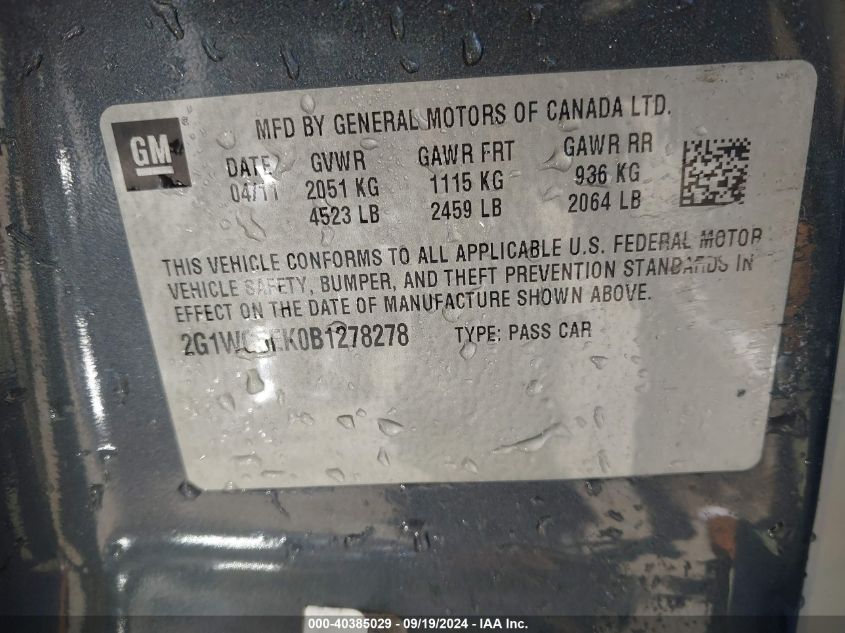 GM ®
MFD BY GENERAL MOTORS OF CANADA LTD.
DATE GVWR GAWR FRT GAWR RR
04/11 2051 KG 1115 KG 936 KG
4523 LB 2459 LB 2064 LB
THIS VEHICLE CONFORMS TO ALL APPLICABLE U.S. FEDERAL MOTOR
VEHICLE SAFETY, BUMPER, AND THEFT PREVENTION STANDARDS IN
EFFECT ON THE DATE OF MANUFACTURE SHOWN ABOVE.
TYPE: PASS CAR
000-40385029 - 09/19/2024 - IAA Inc.